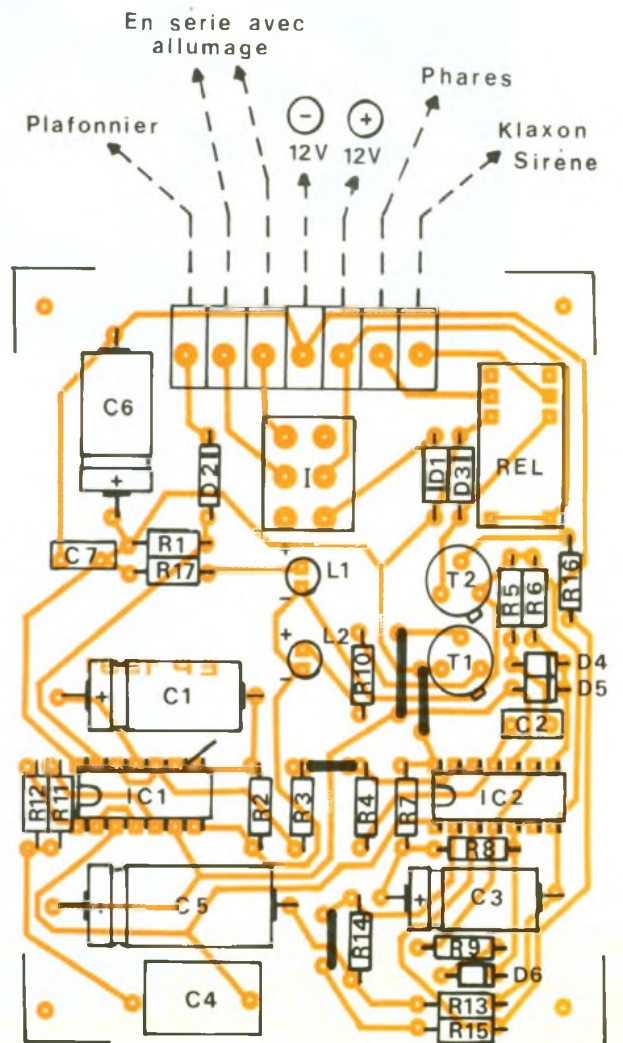 En série avec
allumage
Plafonnier
−
12V
+
12V
Phares
Klaxon
Sirène
C6
+
D2
I
D1
D3
REL
C7
R1
R17
+
L1
−
T2
R5
R6
R16
+
L2
−
R10
T1
D4
D5
C1
+
C2
R12
R11
IC1
R2
R3
R4
R7
IC2
R8
C5
+
C3
+
R14
R9
D6
C4
R13
R15